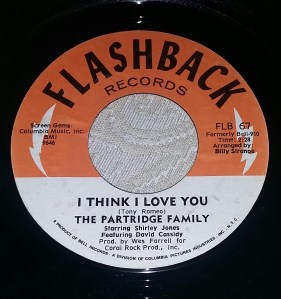 FLASHBACK
RECORDS
Screen Gems-
Columbia Music, Inc.
BMI
9646
FLB 67
Formerly Bell-910
Time: 2:28
Arranged by:
Billy Strange
I THINK I LOVE YOU
(Tony Romeo)
THE PARTRIDGE FAMILY
Starring Shirley Jones
Featuring David Cassidy
Prod. by Wes Farrell for
Coral Rock Prod., Inc.
A PRODUCT OF BELL RECORDS - A DIVISION OF COLUMBIA PICTURES INDUSTRIES, INC., N.Y.C.